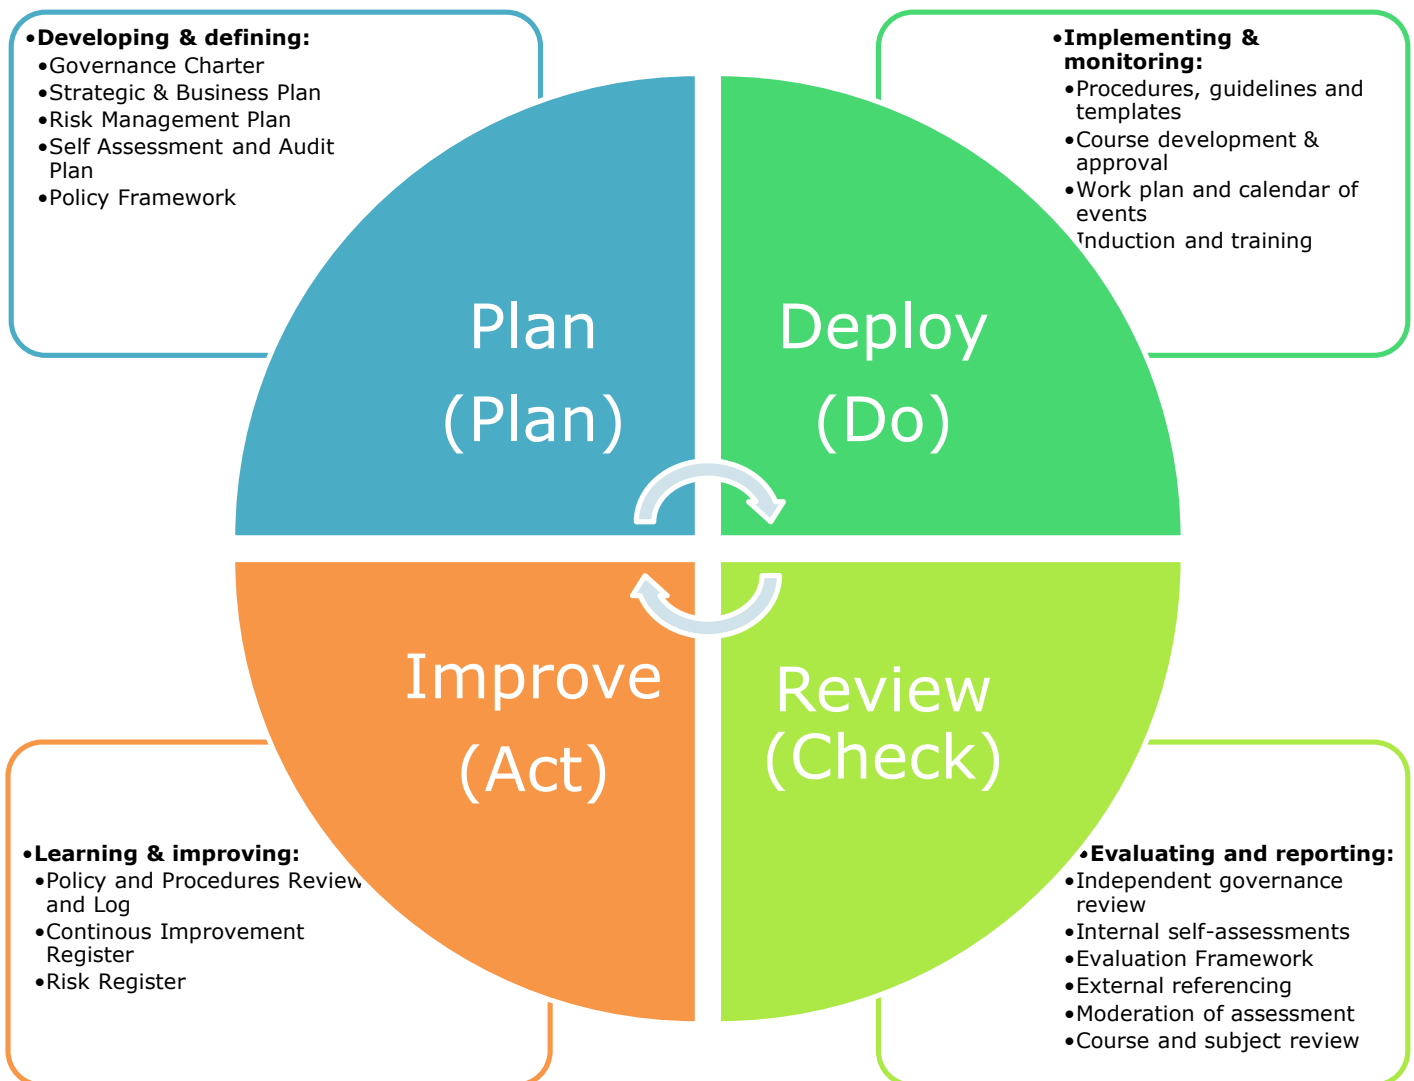 •Developing & defining:
•Governance Charter
•Strategic & Business Plan
•Risk Management Plan
•Self Assessment and Audit
Plan
•Policy Framework
•Implementing &
monitoring:
•Procedures, guidelines and
templates
•Course development &
approval
•Work plan and calendar of
events
Induction and training
Plan
(Plan)
Deploy
(Do)
Improve
(Act)
Review
(Check)
•Learning & improving:
•Policy and Procedures Review
and Log
•Continous Improvement
Register
•Risk Register
•Evaluating and reporting:
•Independent governance
review
•Internal self-assessments
•Evaluation Framework
•External referencing
•Moderation of assessment
•Course and subject review